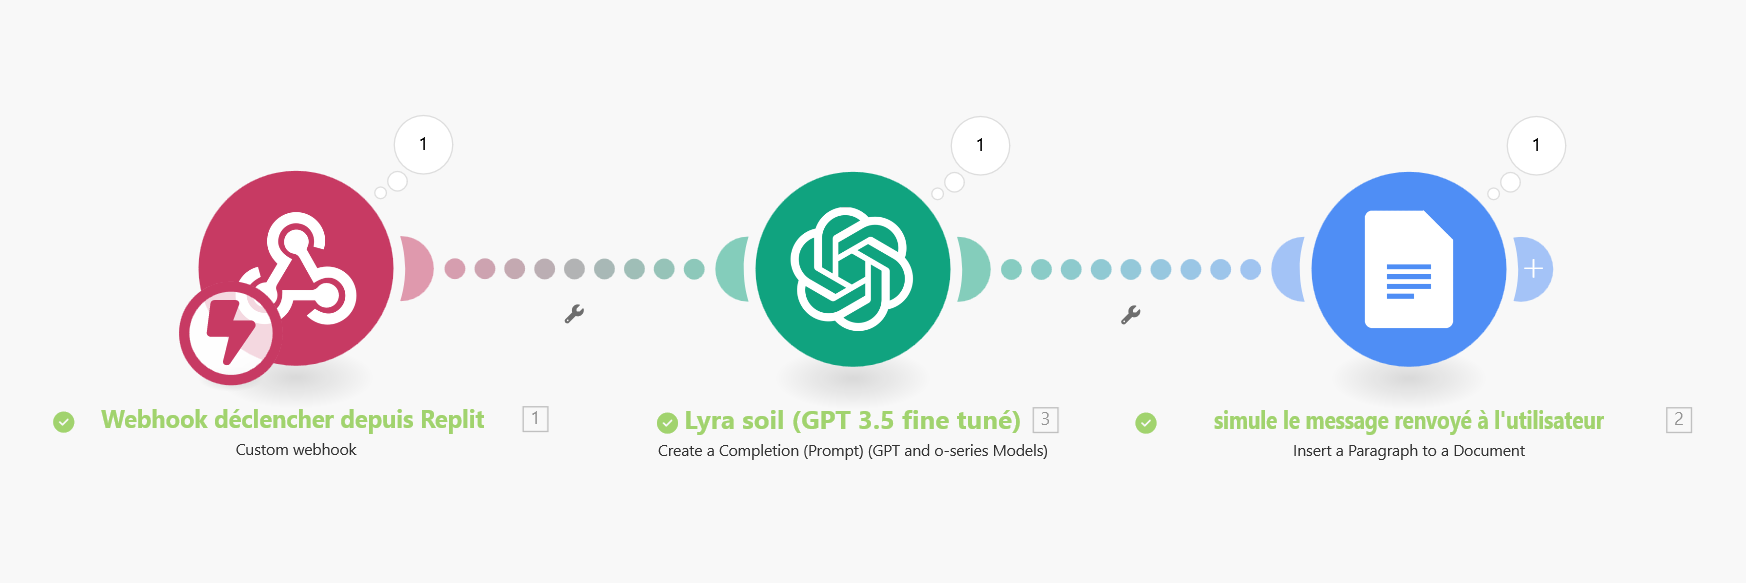 1
1
1
Webhook déclencher depuis Replit 1
Custom webhook
Lyra soil (GPT 3.5 fine tuné) 3
Create a Completion (Prompt) (GPT and o-series Models)
simule le message renvoyé à l'utilisateur 2
Insert a Paragraph to a Document